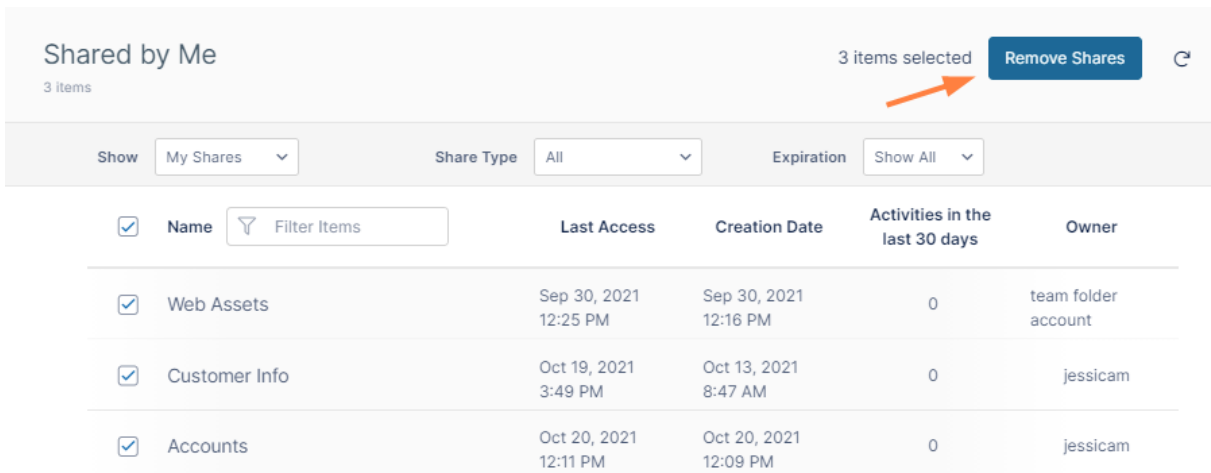 Shared by Me
3 items
3 items selected
Remove Shares
Show
My Shares
Share Type
All
Expiration
Show All
Name
Filter Items
Last Access
Creation Date
Activities in the
last 30 days
Owner
Web Assets
Sep 30, 2021
12:25 PM
Sep 30, 2021
12:16 PM
0
team folder
account
Customer Info
Oct 19, 2021
3:49 PM
Oct 13, 2021
8:47 AM
0
jessicam
Accounts
Oct 20, 2021
12:11 PM
Oct 20, 2021
12:09 PM
0
jessicam